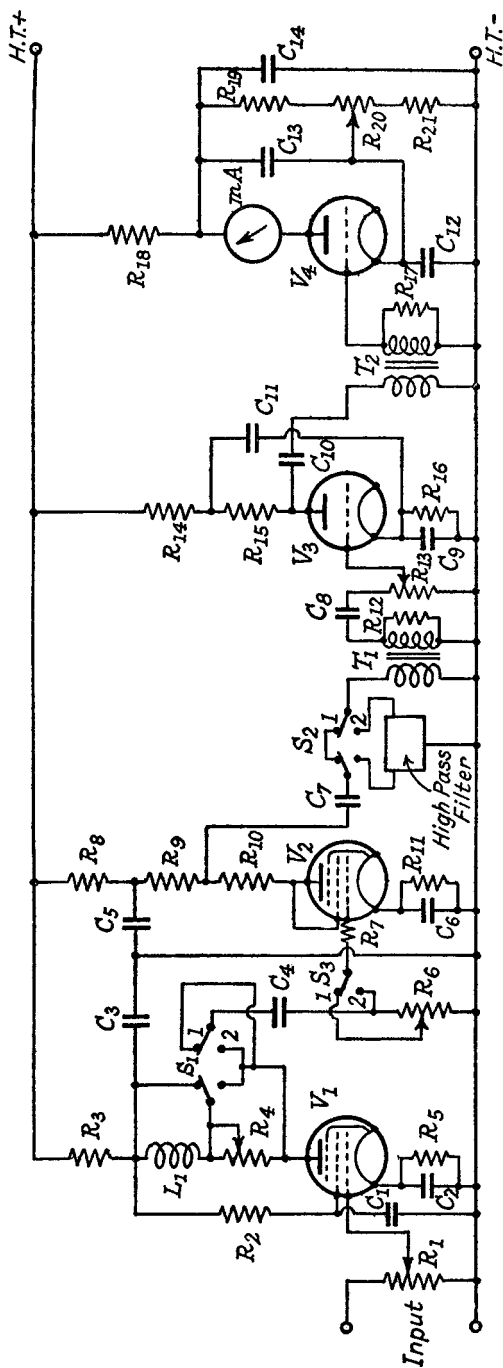 H.T.+
R3
R8
R14
R18
C3
C5
R9
R10
L1
S1
1
2
R4
R2
C4
V1
V2
C7
S2
1
2
High Pass
Filter
R15
C11
C10
V3
mA
V4
C13
R19
C14
R20
R21
T1
R12
C8
R13
C9
R16
T2
R17
C12
S3
1
2
R7
R6
C6
R11
C1
C2
R5
R1
Input
H.T.-